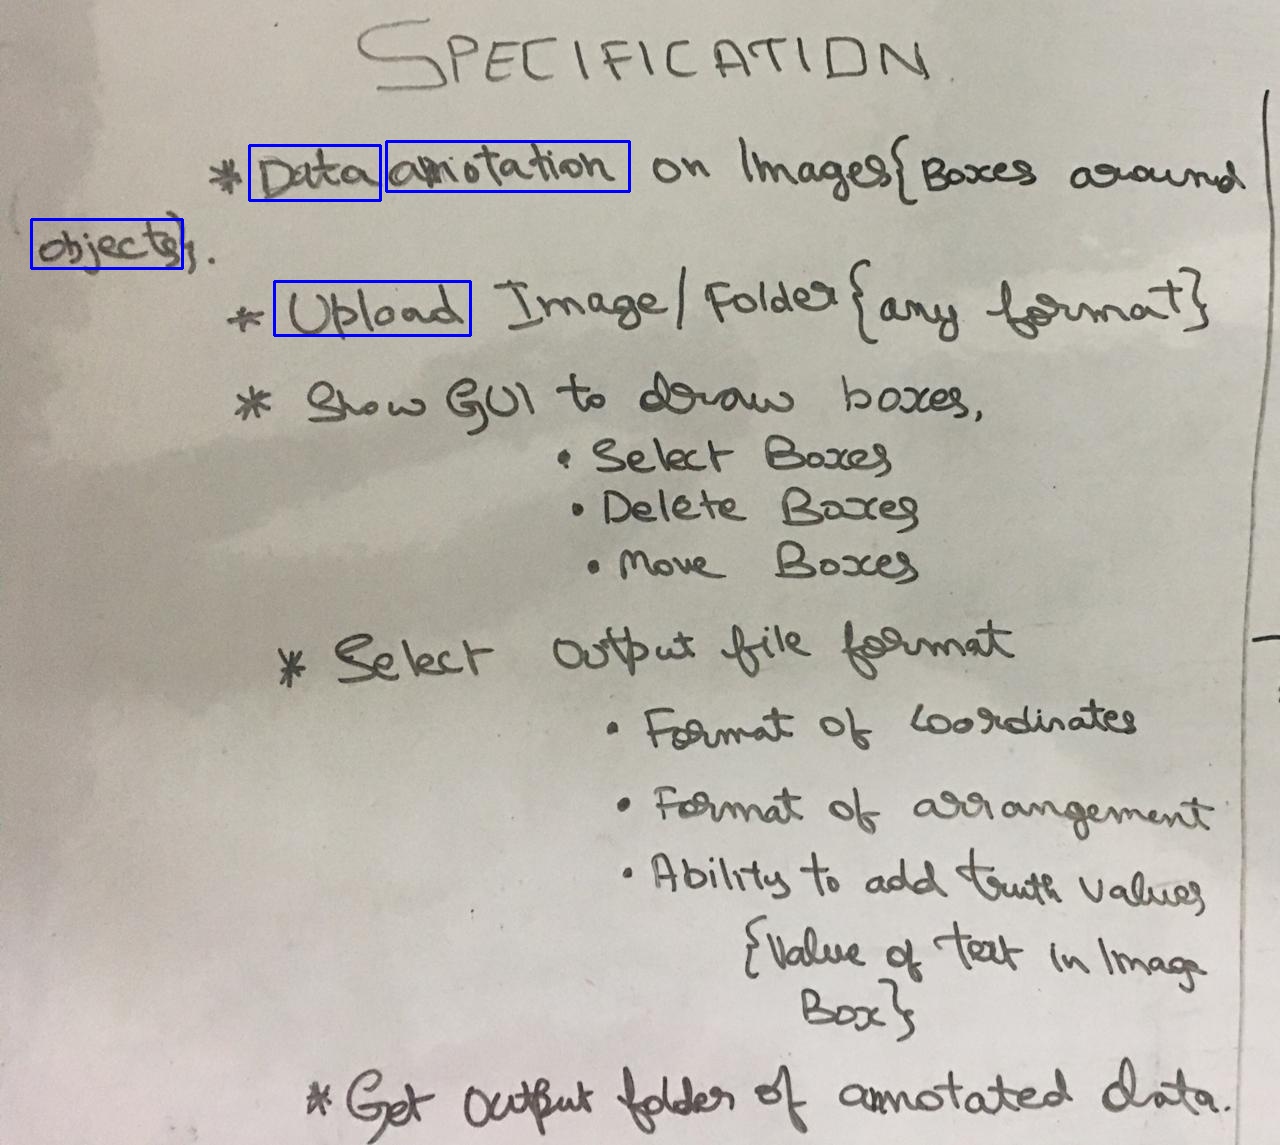 SPECIFICATION
* Data annotation on Images{Boxes around
objects}.
* Upload Image/Folder{any format}
* Show GUI to draw boxes,
• Select Boxes
• Delete Boxes
• Move Boxes
* Select output file format
• Format of coordinates
• Format of arrangement
• Ability to add truth values
{Value of text in Image
Box}
* Get output folder of annotated data.